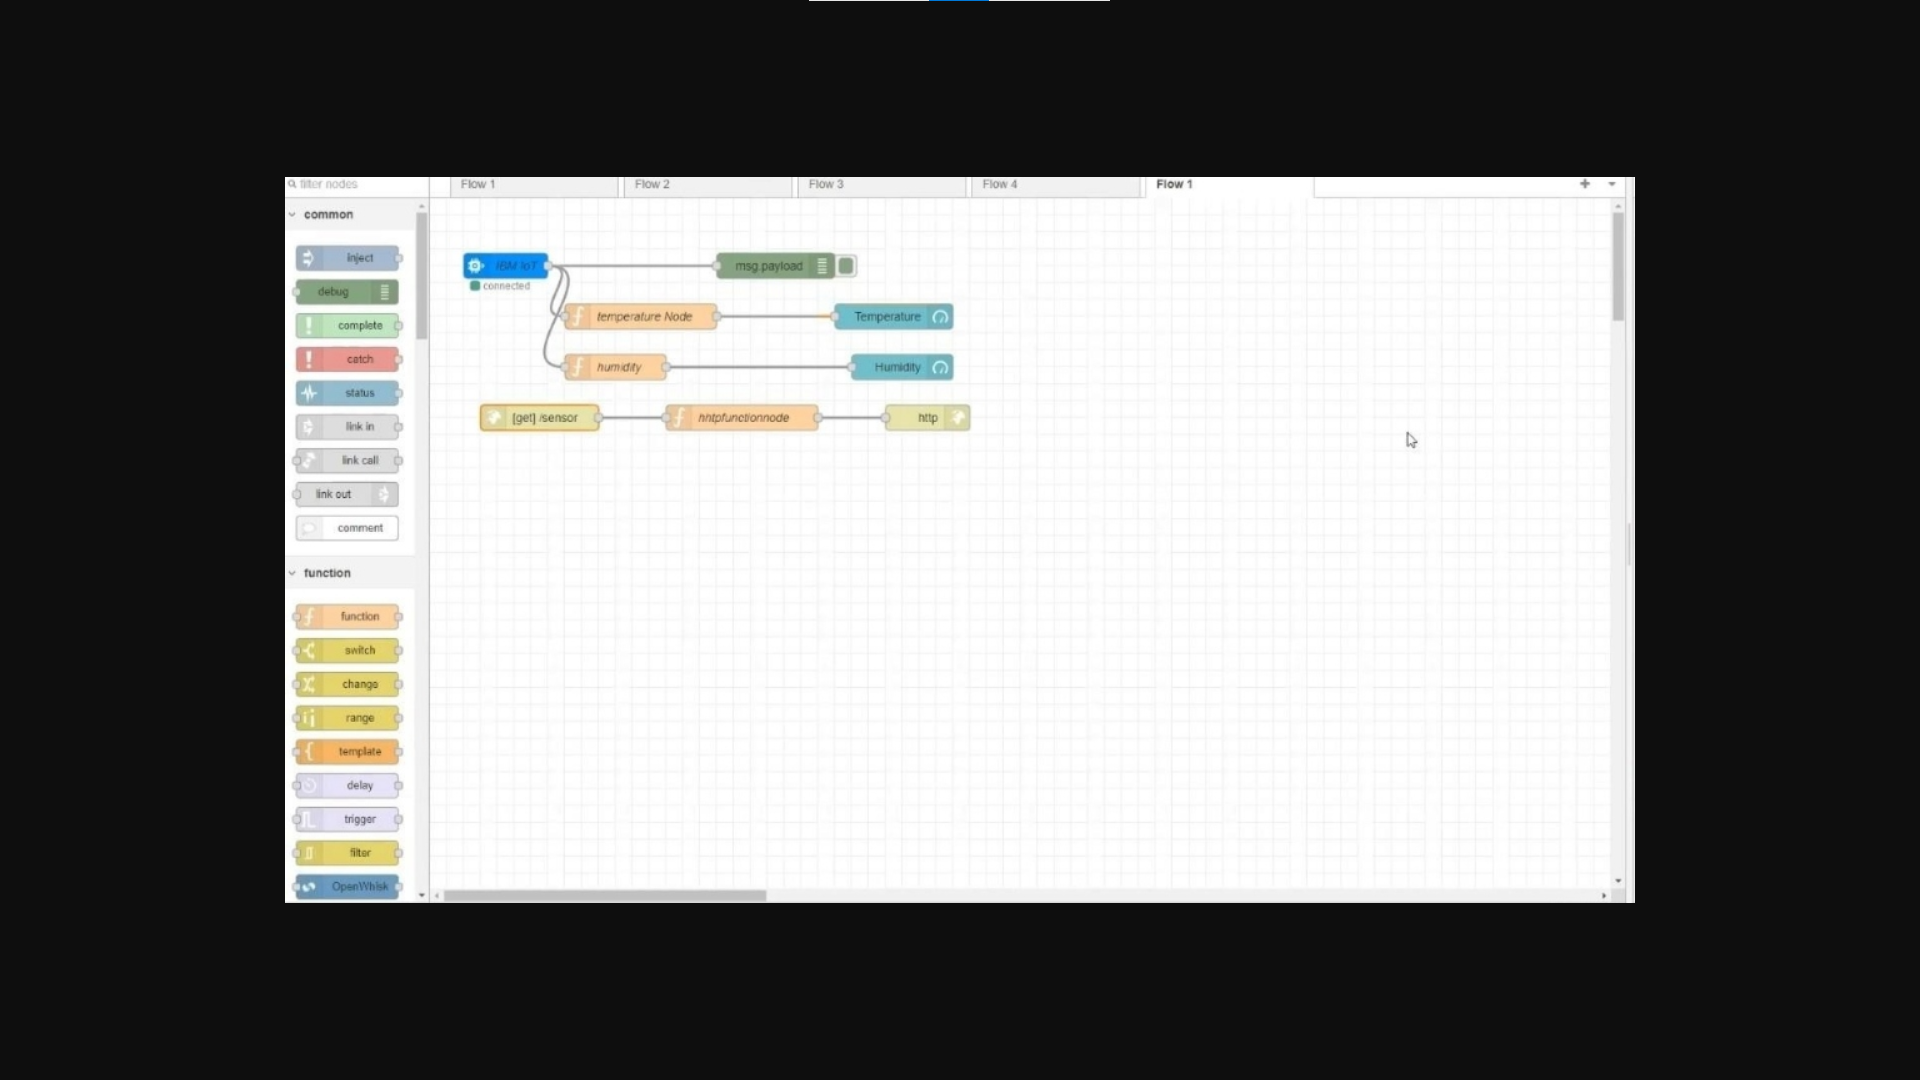 filter nodes
Flow 1
Flow 2
Flow 3
Flow 4
Flow 1
common
inject
debug
complete
catch
status
link in
link call
link out
comment
function
function
switch
change
range
template
delay
trigger
filter
OpenWhisk
IBM IoT
connected
msg.payload
temperature Node
Temperature
humidity
Humidity
[get] /sensor
hhtpfunctionnode
http